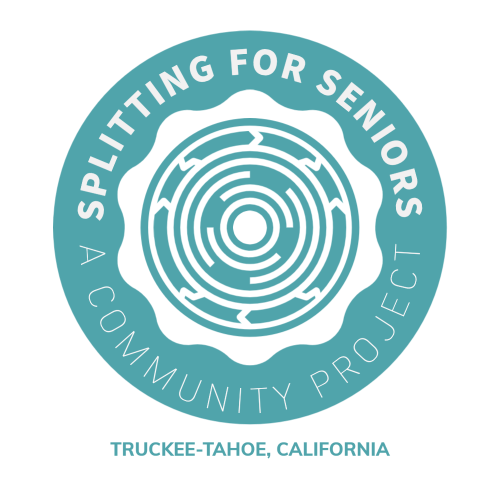 SPLITTING FOR SENIORS
A COMMUNITY PROJECT
TRUCKEE-TAHOE, CALIFORNIA